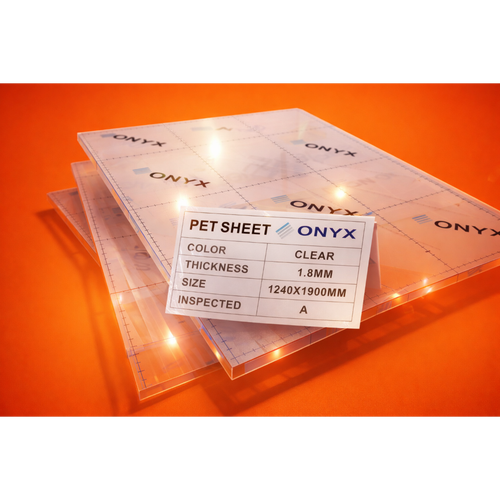 ONYX
ONYX
ONYX
ONYX
PET SHEET ONYX
COLOR CLEAR
THICKNESS 1.8MM
SIZE 1240X1900MM
INSPECTED A